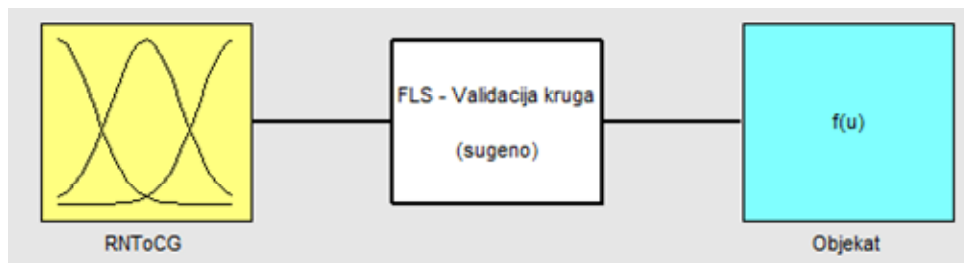 FLS - Validacija kruga
(sugeno)
f(u)
RNToCG
Objekat